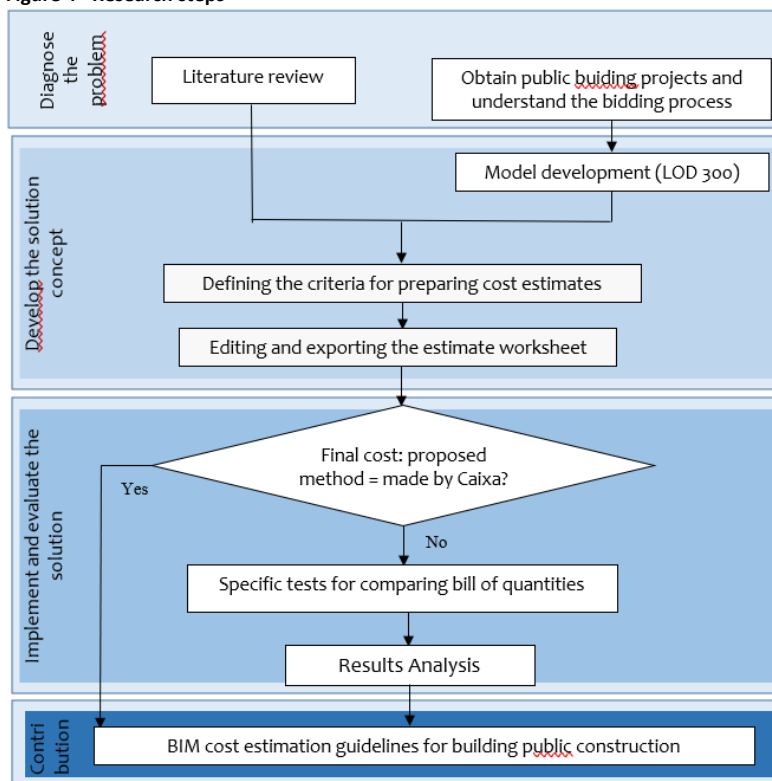 Figure 4 - Research steps
Diagnose
the
problem
Literature review
Obtain public buiding projects and
understand the bidding process
Develop the solution
concept
Model development (LOD 300)
Defining the criteria for preparing cost estimates
Editing and exporting the estimate worksheet
Implement and evaluate the
solution
Final cost: proposed
method = made by Caixa?
Yes
No
Specific tests for comparing bill of quantities
Results Analysis
Contri
bution
BIM cost estimation guidelines for building public construction